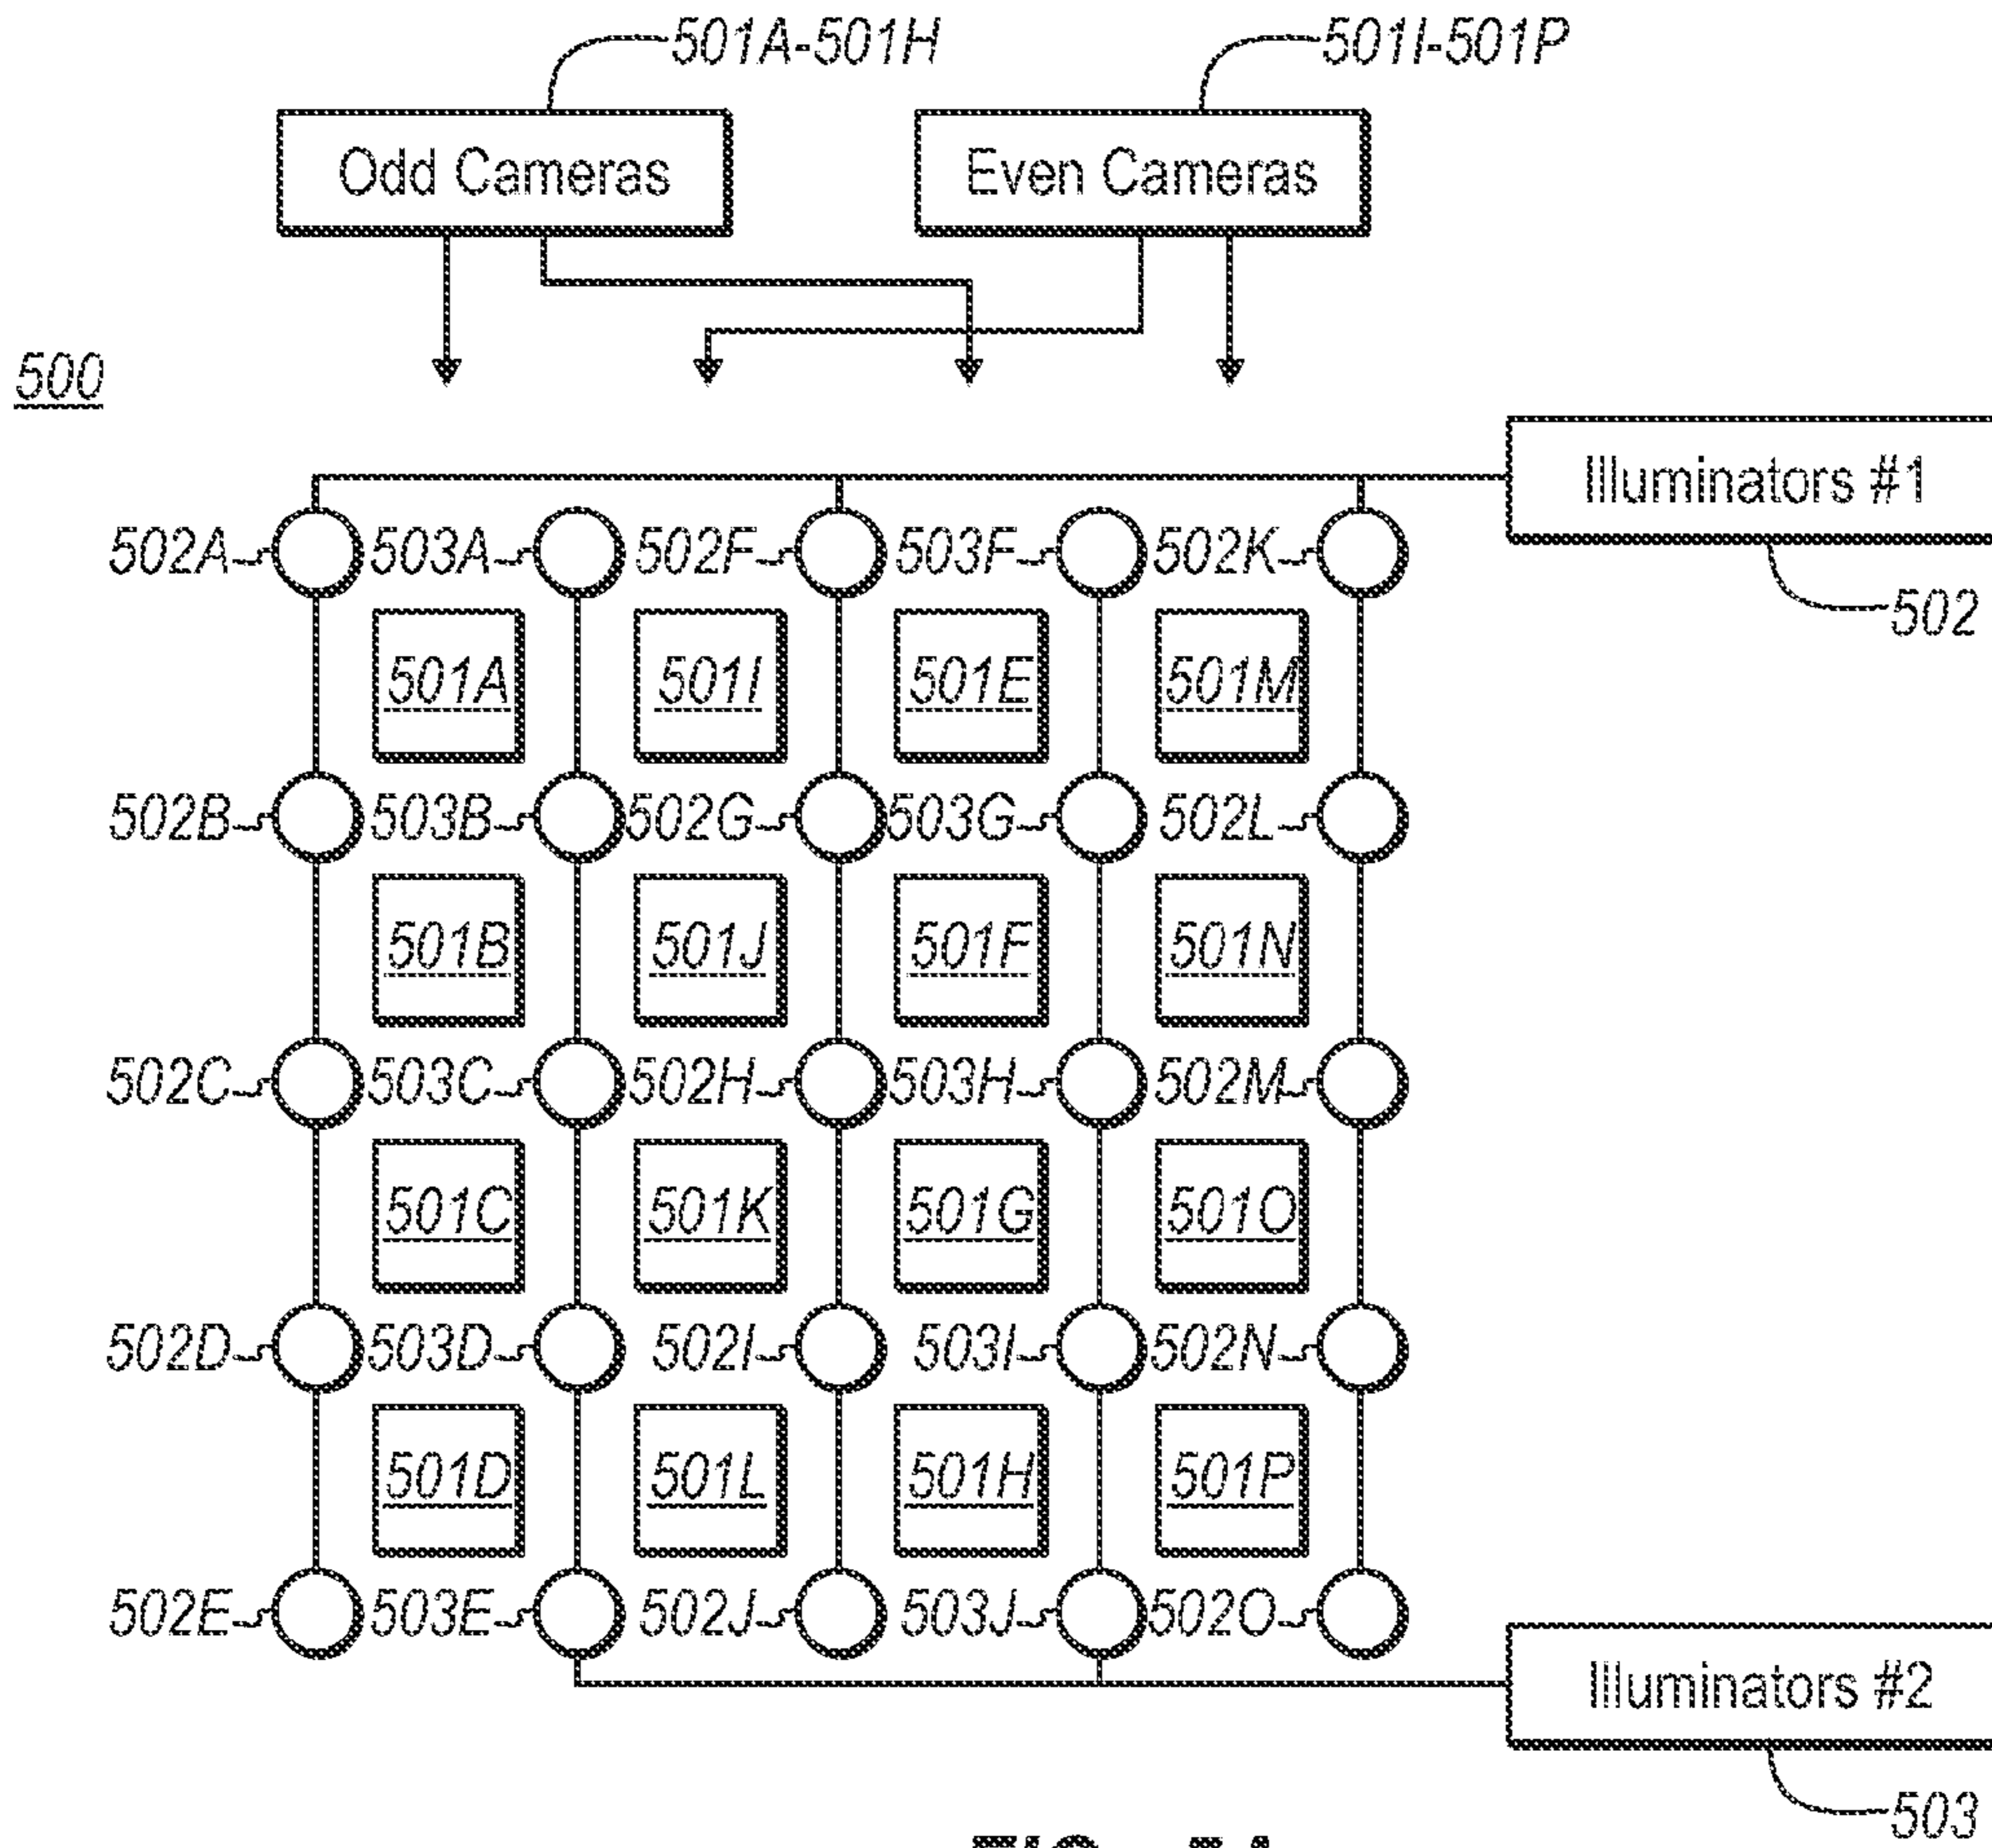 501A-501H 501I-501P
Odd Cameras Even Cameras
500
Illuminators #1
502A 503A 502F 503F 502K
502
501A 501I 501E 501M
502B 503B 502G 503G 502L
501B 501J 501F 501N
502C 503C 502H 503H 502M
501C 501K 501G 501O
502D 503D 502I 503I 502N
501D 501L 501H 501P
502E 503E 502J 503J 502O
Illuminators #2
503